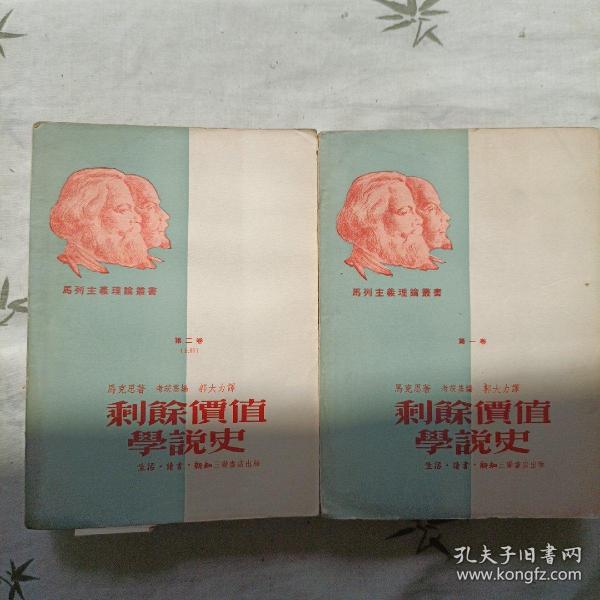 馬列主義理論叢書
第二卷
(上册)
馬克思著 考茨基編 郭大力譯
剩餘價值
學說史
生活·讀書·新知三聯書店出版
馬列主義理論叢書
第一卷
馬克思著 考茨基編 郭大力譯
剩餘價值
學說史
生活·讀書·新知三聯書店出版
孔夫子旧書网
www.kongfz.com